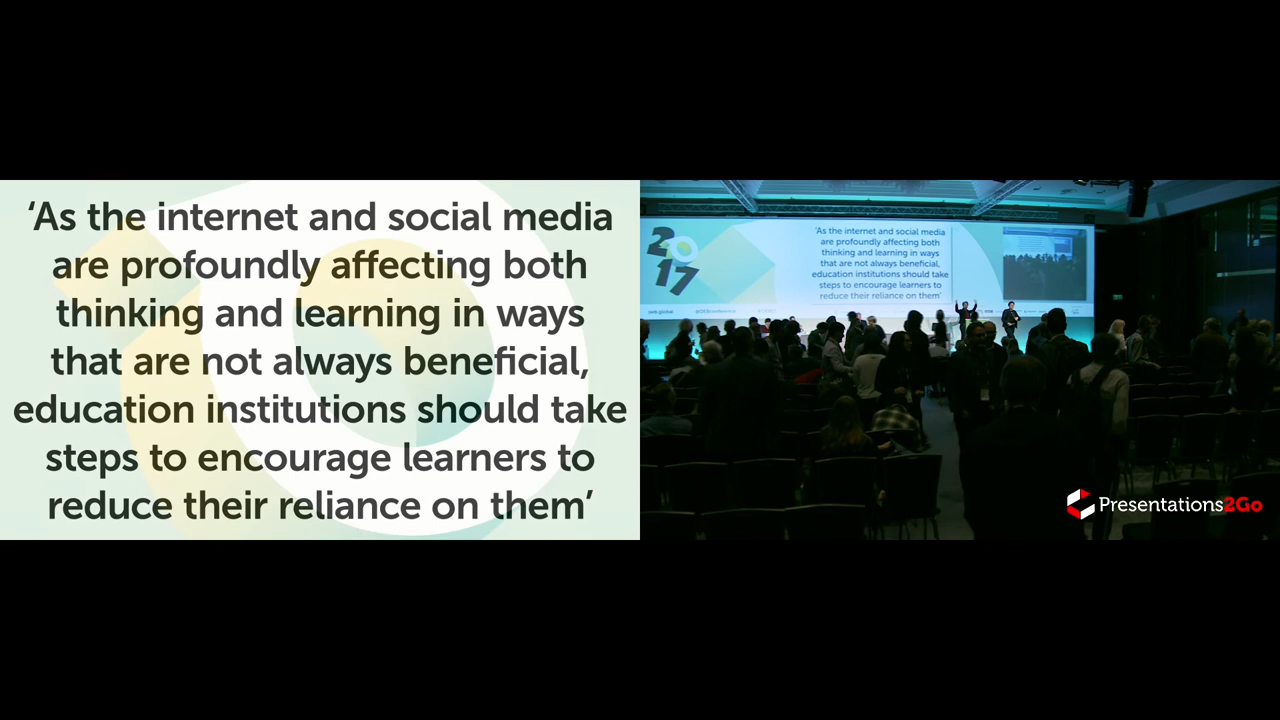 ‘As the internet and social media
are profoundly affecting both
thinking and learning in ways
that are not always beneficial,
education institutions should take
steps to encourage learners to
reduce their reliance on them’
2017
‘As the internet and social media
are profoundly affecting both
thinking and learning in ways
that are not always beneficial,
education institutions should take
steps to encourage learners to
reduce their reliance on them’
Presentations2Go